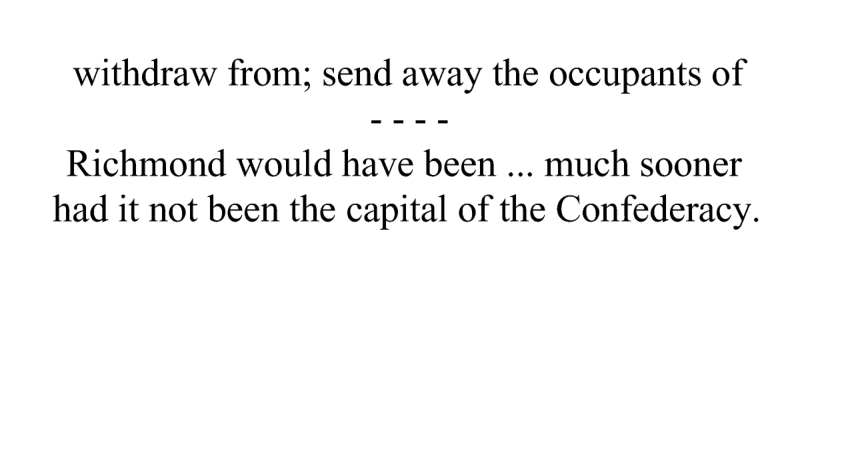 withdraw from; send away the occupants of
- - - -
Richmond would have been ... much sooner
had it not been the capital of the Confederacy.